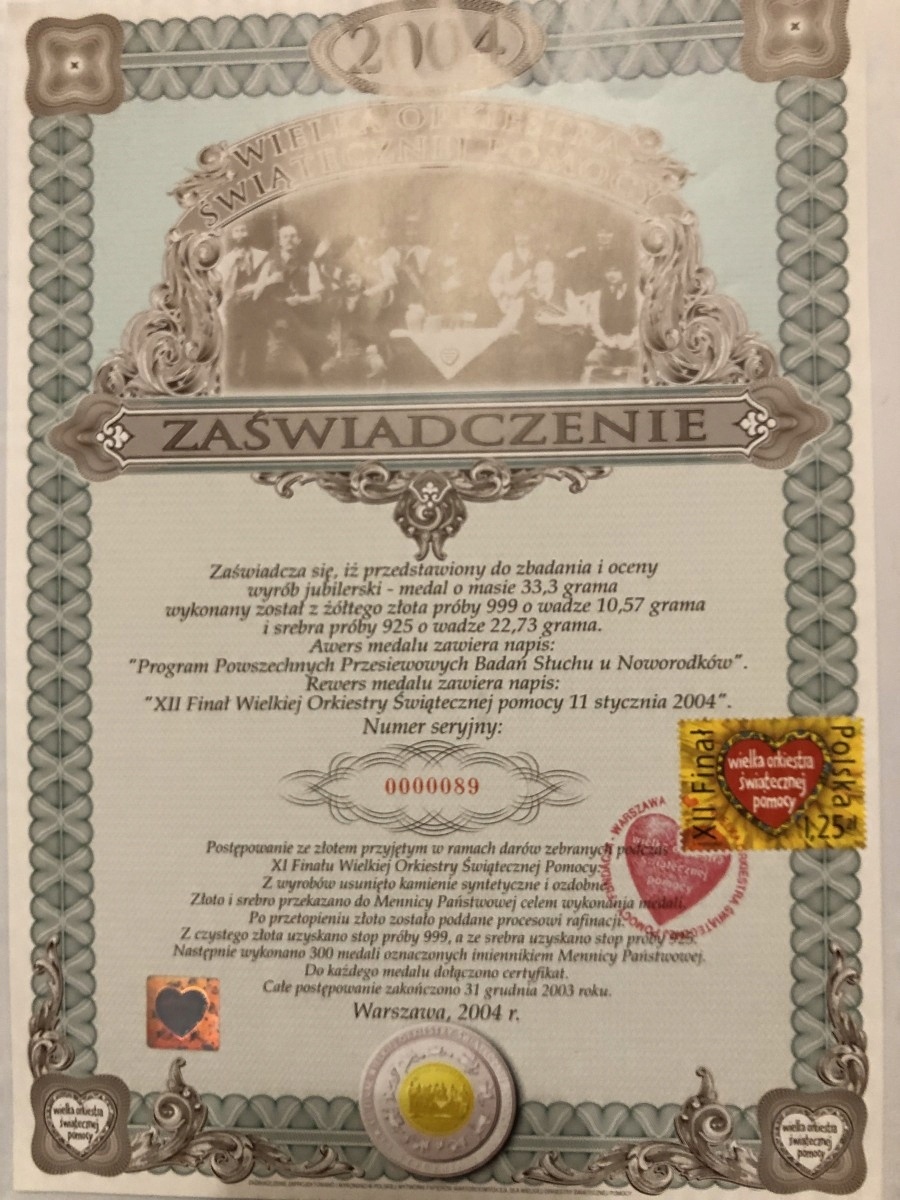 2004
WIELKA ORKIESTRA
ŚWIĄTECZNEJ POMOCY
ZAŚWIADCZENIE
Zaświadcza się, iż przedstawiony do zbadania i oceny
wyrób jubilerski - medal o masie 33,3 grama
wykonany został z żółtego złota próby 999 o wadze 10,57 grama
i srebra próby 925 o wadze 22,73 grama.
Awers medalu zawiera napis:
"Program Powszechnych Przesiewowych Badań Słuchu u Noworodków".
Rewers medalu zawiera napis:
"XII Finał Wielkiej Orkiestry Świątecznej pomocy 11 stycznia 2004".
Numer seryjny:
0000089
XII Finał
wielka orkiestra
świątecznej
pomocy
Polska
1,25 zł
Postępowanie ze złotem przyjętym w ramach darów zebranych podczas
XI Finału Wielkiej Orkiestry Świątecznej Pomocy:
Z wyrobów usunięto kamienie syntetyczne i ozdobne.
Złoto i srebro przekazano do Mennicy Państwowej celem wykonania medali.
Po przetopieniu złoto zostało poddane procesowi rafinacji.
Z czystego złota uzyskano stop próby 999, a ze srebra uzyskano stop próby 925.
Następnie wykonano 300 medali oznaczonych imiennikiem Mennicy Państwowej.
Do każdego medalu dołączono certyfikat.
Całe postępowanie zakończono 31 grudnia 2003 roku.
Warszawa, 2004 r.
WARSZAWA
wielka orkiestra
świątecznej
pomocy
wielka orkiestra
świątecznej
pomocy
wielka orkiestra
świątecznej
pomocy